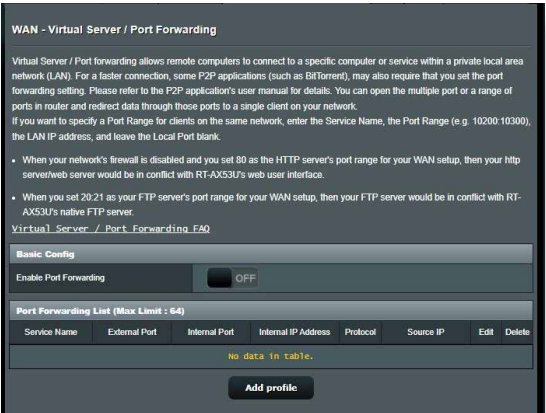 WAN - Virtual Server / Port Forwarding
Virtual Server / Port forwarding allows remote computers to connect to a specific computer or service within a private local area
network (LAN). For a faster connection, some P2P applications (such as BitTorrent), may also require that you set the port
forwarding setting. Please refer to the P2P application's user manual for details. You can open the multiple port or a range of
ports in router and redirect data through those ports to a single client on your network.
If you want to specify a Port Range for clients on the same network, enter the Service Name, the Port Range (e.g. 10200:10300),
the LAN IP address, and leave the Local Port blank.
• When your network's firewall is disabled and you set 80 as the HTTP server's port range for your WAN setup, then your http
server/web server would be in conflict with RT-AX53U's web user interface.
• When you set 20:21 as your FTP server's port range for your WAN setup, then your FTP server would be in conflict with RT-
AX53U's native FTP server.
Virtual Server / Port Forwarding FAQ
Basic Config
Enable Port Forwarding OFF
Port Forwarding List (Max Limit : 64)
Service Name External Port Internal Port Internal IP Address Protocol Source IP Edit Delete
No data in table.
Add profile